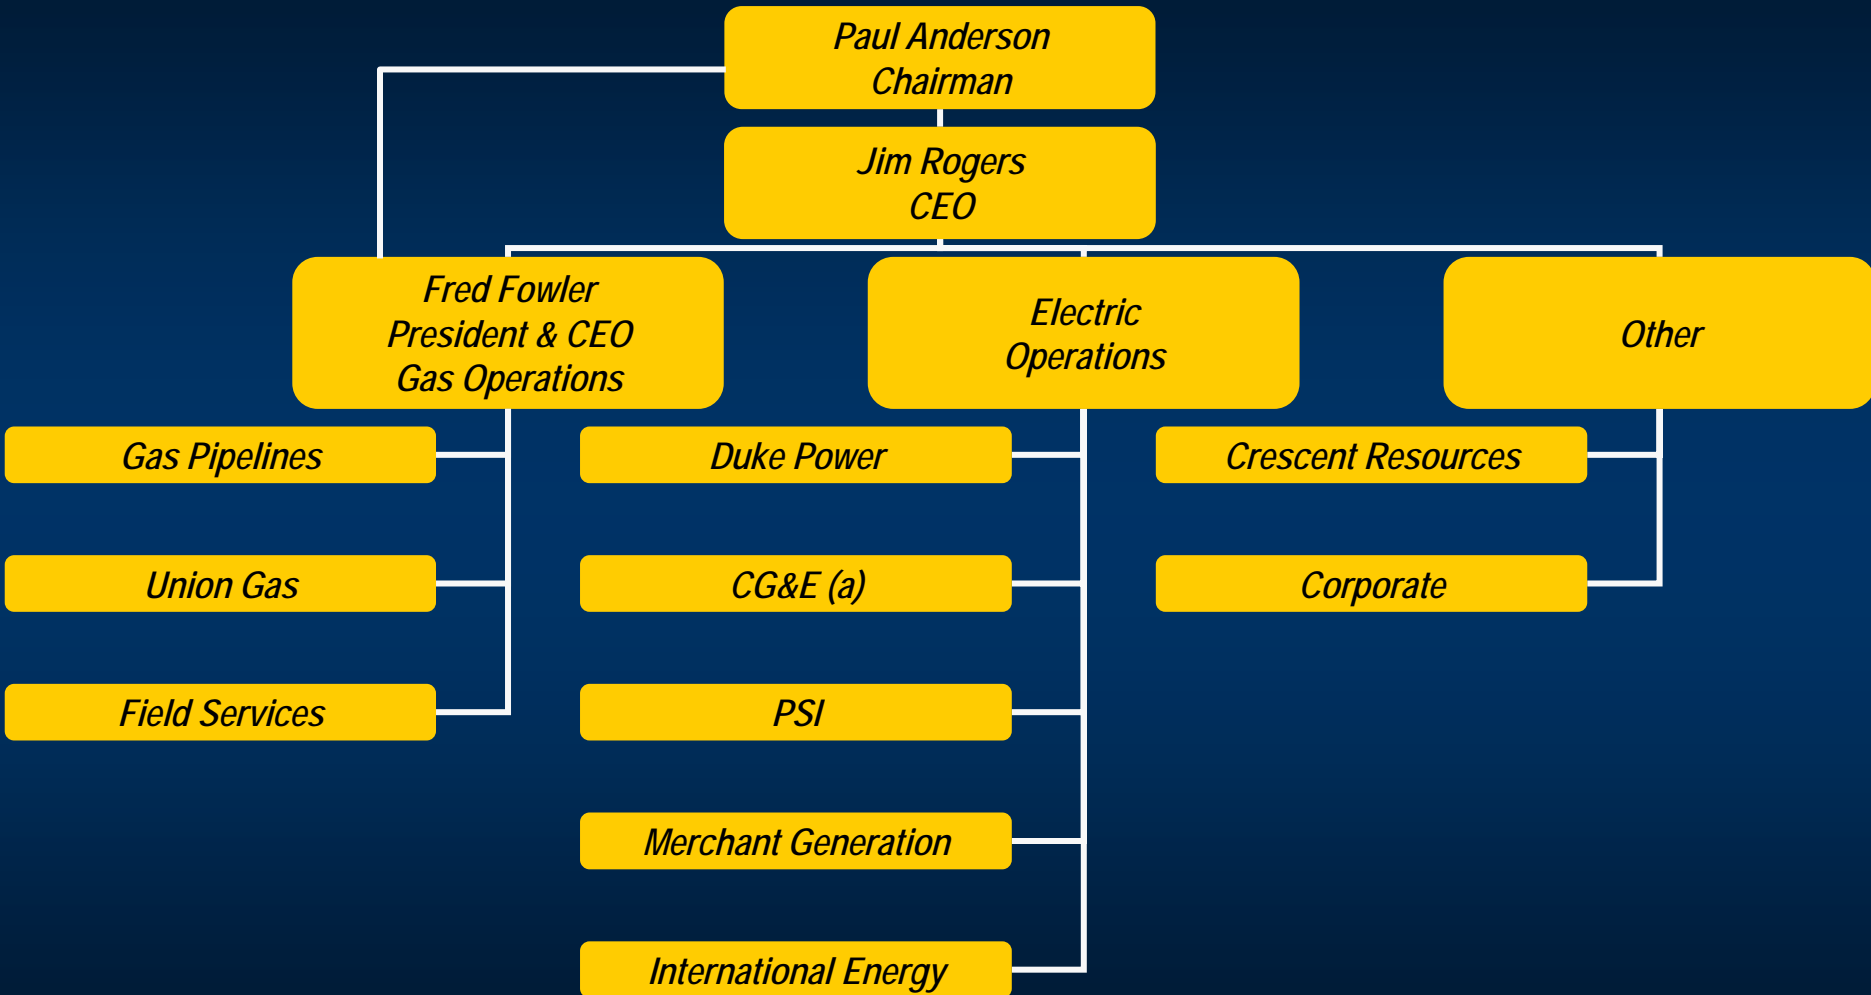 Paul Anderson
Chairman
Jim Rogers
CEO
Fred Fowler
President & CEO
Gas Operations
Electric
Operations
Other
Gas Pipelines
Duke Power
Crescent Resources
Union Gas
CG&E (a)
Corporate
Field Services
PSI
Merchant Generation
International Energy